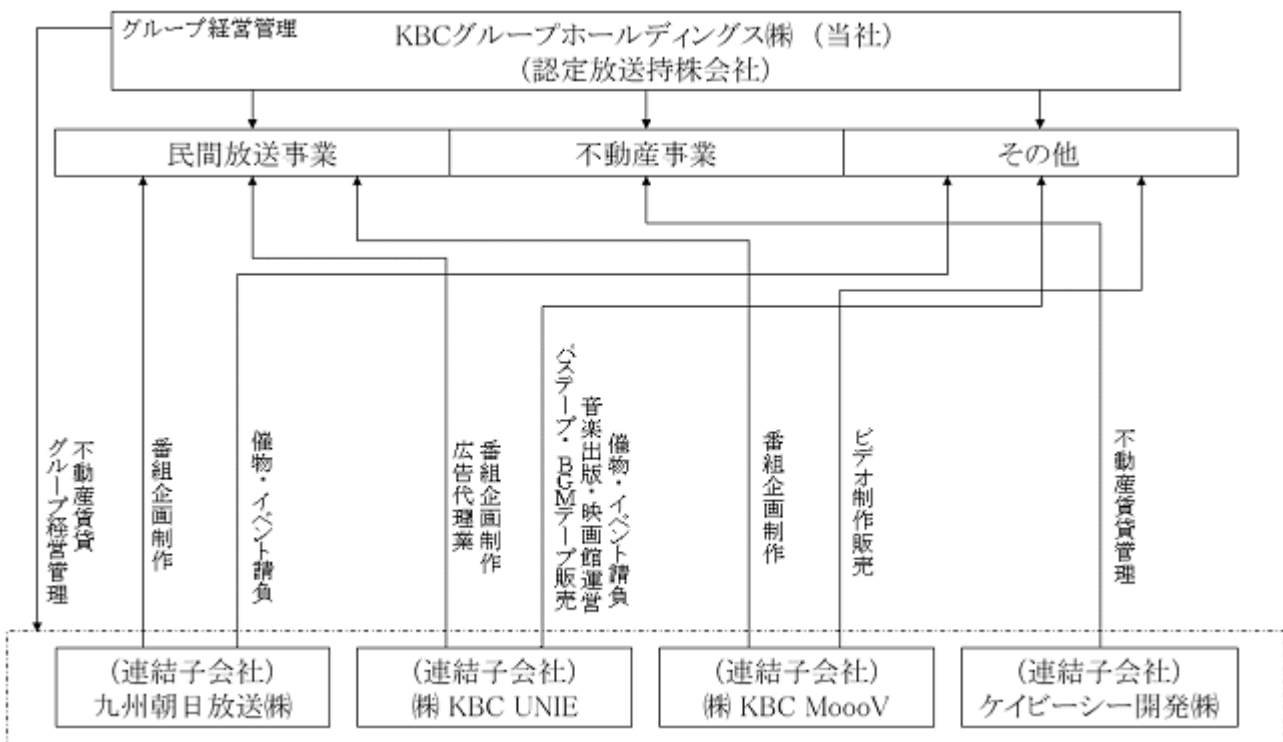 グループ経営管理
KBCグループホールディングス㈱（当社）
（認定放送持株会社）
民間放送事業
不動産事業
その他
不動産賃貸
グループ経営管理
番組企画制作
催物・イベント請負
番組企画制作
広告代理業
催物・イベント請負
音楽出版・映画館運営
バステープ・BGMテープ販売
番組企画制作
ビデオ制作販売
不動産賃貸管理
(連結子会社)
九州朝日放送㈱
(連結子会社)
㈱ KBC UNIE
(連結子会社)
㈱ KBC MoooV
(連結子会社)
ケイビーシー開発㈱